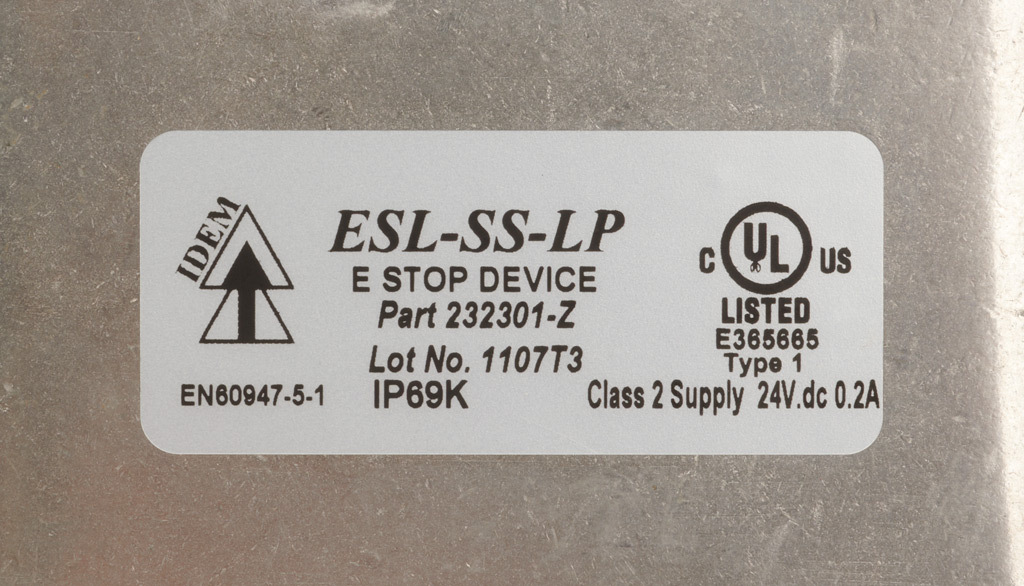 IDEM
ESL-SS-LP
E STOP DEVICE
Part 232301-Z
Lot No. 1107T3
EN60947-5-1
IP69K
C UL US
LISTED
E365665
Type 1
Class 2 Supply 24V.dc 0.2A